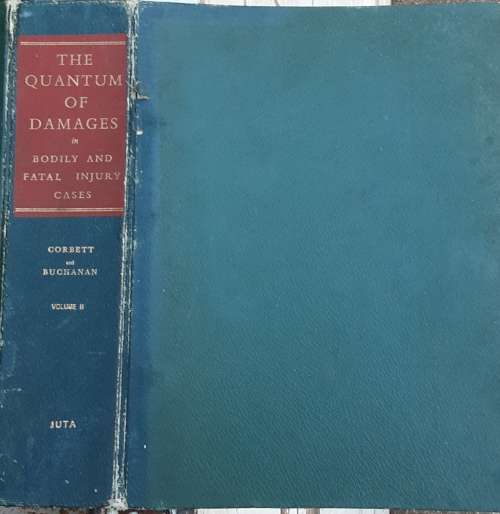 THE
QUANTUM
OF
DAMAGES
in
BODILY AND
FATAL INJURY
CASES
CORBETT
and
BUCHANAN
VOLUME II
JUTA